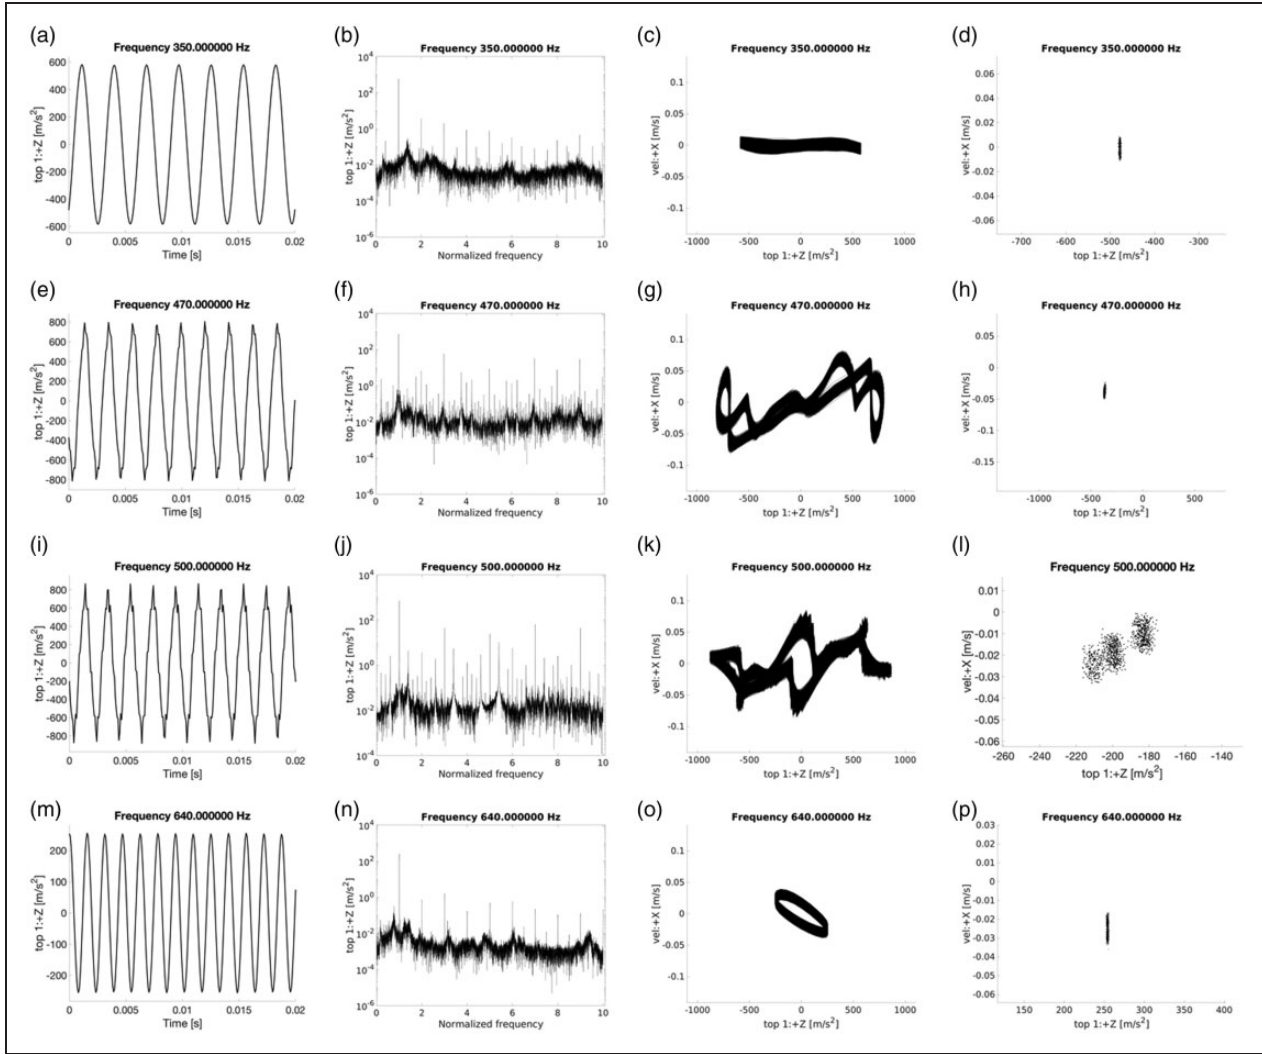 (a)
Frequency 350.000000 Hz
top 1:+Z [m/s²]
600
400
200
0
-200
-400
-600
0 0.005 0.01 0.015 0.02
Time [s]
(b)
Frequency 350.000000 Hz
top 1:+Z [m/s²]
10⁴
10²
10⁰
10⁻²
10⁻⁴
10⁻⁶
0 2 4 6 8 10
Normalized frequency
(c)
Frequency 350.000000 Hz
vel:+X [m/s]
0.1
0.05
0
-0.05
-0.1
-1000 -500 0 500 1000
top 1:+Z [m/s²]
(d)
Frequency 350.000000 Hz
vel:+X [m/s]
0.06
0.04
0.02
0
-0.02
-0.04
-0.06
-700 -600 -500 -400 -300
top 1:+Z [m/s²]
(e)
Frequency 470.000000 Hz
top 1:+Z [m/s²]
800
600
400
200
0
-200
-400
-600
-800
0 0.005 0.01 0.015 0.02
Time [s]
(f)
Frequency 470.000000 Hz
top 1:+Z [m/s²]
10⁴
10²
10⁰
10⁻²
10⁻⁴
10⁻⁶
0 2 4 6 8 10
Normalized frequency
(g)
Frequency 470.000000 Hz
vel:+X [m/s]
0.1
0.05
0
-0.05
-0.1
-1000 -500 0 500 1000
top 1:+Z [m/s²]
(h)
Frequency 470.000000 Hz
vel:+X [m/s]
0.05
0
-0.05
-0.1
-0.15
-1000 -500 0 500
top 1:+Z [m/s²]
(i)
Frequency 500.000000 Hz
top 1:+Z [m/s²]
800
600
400
200
0
-200
-400
-600
-800
0 0.005 0.01 0.015 0.02
Time [s]
(j)
Frequency 500.000000 Hz
top 1:+Z [m/s²]
10⁴
10²
10⁰
10⁻²
10⁻⁴
0 2 4 6 8 10
Normalized frequency
(k)
Frequency 500.000000 Hz
vel:+X [m/s]
0.1
0.05
0
-0.05
-0.1
-1000 -500 0 500 1000
top 1:+Z [m/s²]
(l)
Frequency 500.000000 Hz
vel:+X [m/s]
0.01
0
-0.01
-0.02
-0.03
-0.04
-0.05
-0.06
-260 -240 -220 -200 -180 -160 -140
top 1:+Z [m/s²]
(m)
Frequency 640.000000 Hz
top 1:+Z [m/s²]
200
100
0
-100
-200
0 0.005 0.01 0.015 0.02
Time [s]
(n)
Frequency 640.000000 Hz
top 1:+Z [m/s²]
10⁴
10²
10⁰
10⁻²
10⁻⁴
10⁻⁶
0 2 4 6 8 10
Normalized frequency
(o)
Frequency 640.000000 Hz
vel:+X [m/s]
0.1
0.05
0
-0.05
-0.1
-1000 -500 0 500 1000
top 1:+Z [m/s²]
(p)
Frequency 640.000000 Hz
vel:+X [m/s]
0.03
0.02
0.01
0
-0.01
-0.02
-0.03
-0.04
-0.05
-0.06
150 200 250 300 350 400
top 1:+Z [m/s²]